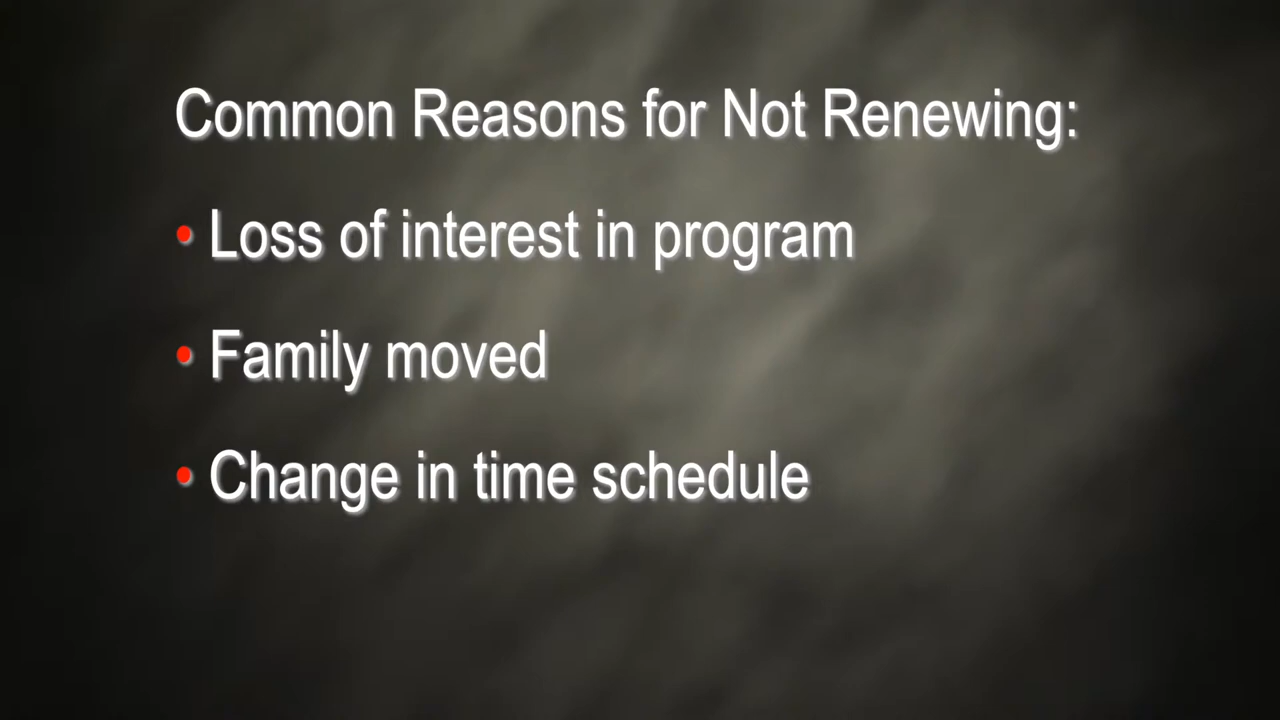 Common Reasons for Not Renewing:
• Loss of interest in program
• Family moved
• Change in time schedule